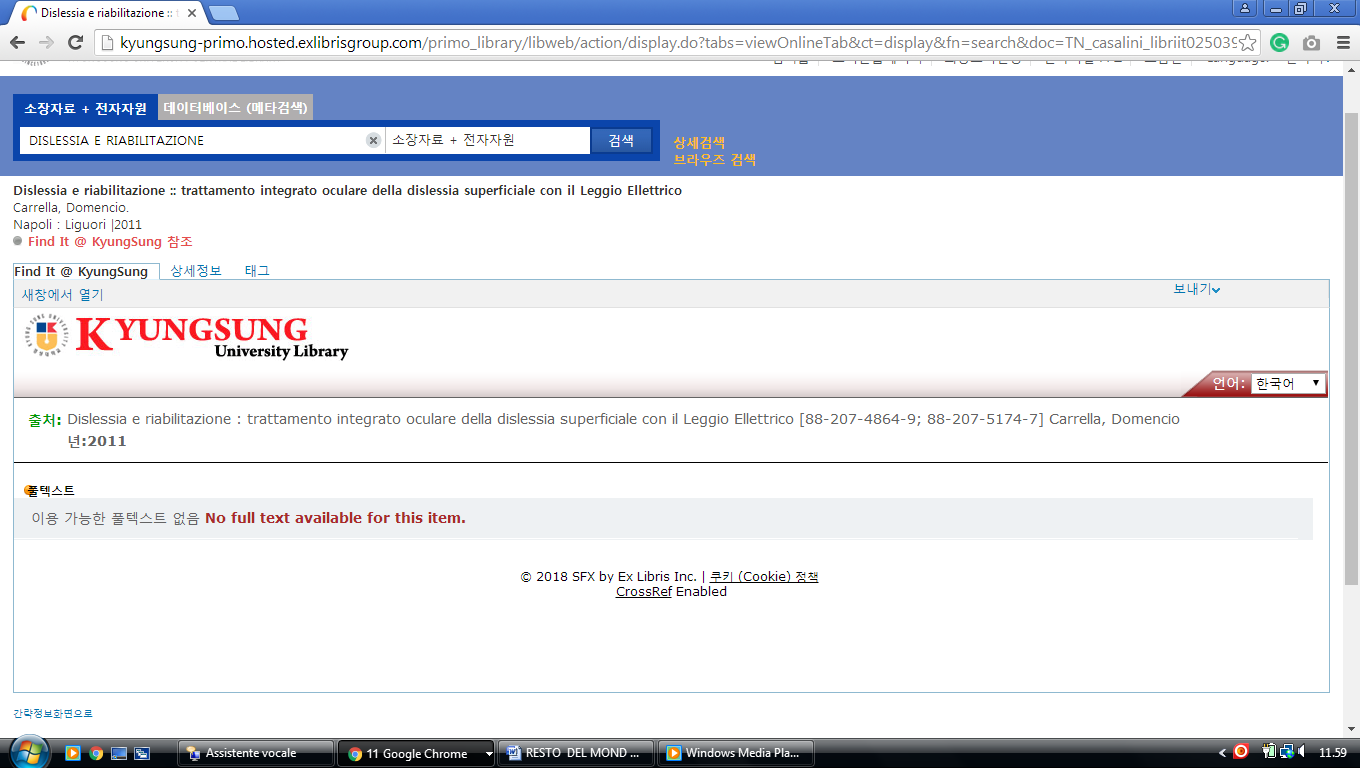 Dislessia e riabilitazione :: t
kyungsung-primo.hosted.exlibrisgroup.com/primo_library/libweb/action/display.do?tabs=viewOnlineTab&ct=display&fn=search&doc=TN_casalini_libriit025039
소장자료 + 전자자원 데이터베이스 (메타검색)
DISLESSIA E RIABILITAZIONE 소장자료 + 전자자원 검색
상세검색
브라우즈 검색
Dislessia e riabilitazione :: trattamento integrato oculare della dislessia superficiale con il Leggio Ellettrico
Carrella, Domencio.
Napoli : Liguori |2011
Find It @ KyungSung 참조
Find It @ KyungSung 상세정보 태그
새창에서 열기 보내기
KYUNGSUNG
University Library
언어: 한국어
출처: Dislessia e riabilitazione : trattamento integrato oculare della dislessia superficiale con il Leggio Ellettrico [88-207-4864-9; 88-207-5174-7] Carrella, Domencio
년:2011
풀텍스트
이용 가능한 풀텍스트 없음 No full text available for this item.
© 2018 SFX by Ex Libris Inc. | 쿠키 (Cookie) 정책
CrossRef Enabled
간략정보화면으로
Assistente vocale 11 Google Chrome RESTO DEL MOND ... Windows Media Pla... 11.59